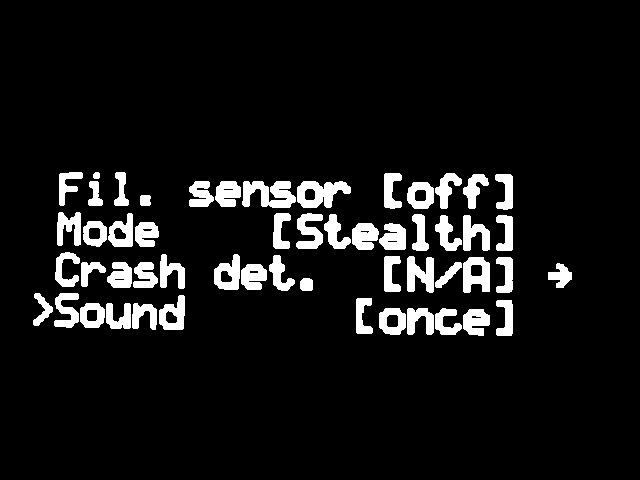 Fil. sensor [off]
Mode [Stealth]
Crash det. [N/A] →
>Sound [once]